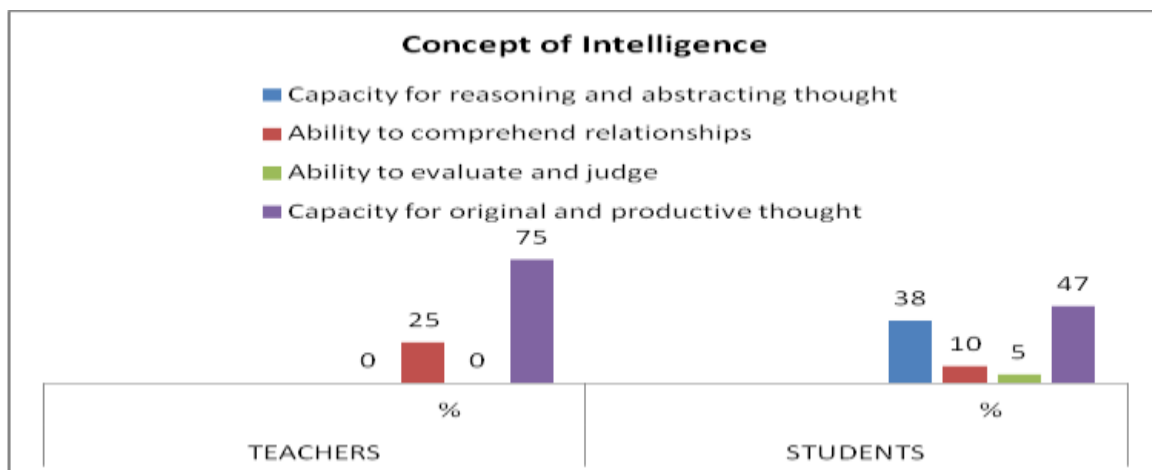 Concept of Intelligence
Capacity for reasoning and abstracting thought
Ability to comprehend relationships
Ability to evaluate and judge
Capacity for original and productive thought
75
47
38
25
10
0
0
5
% %
TEACHERS STUDENTS